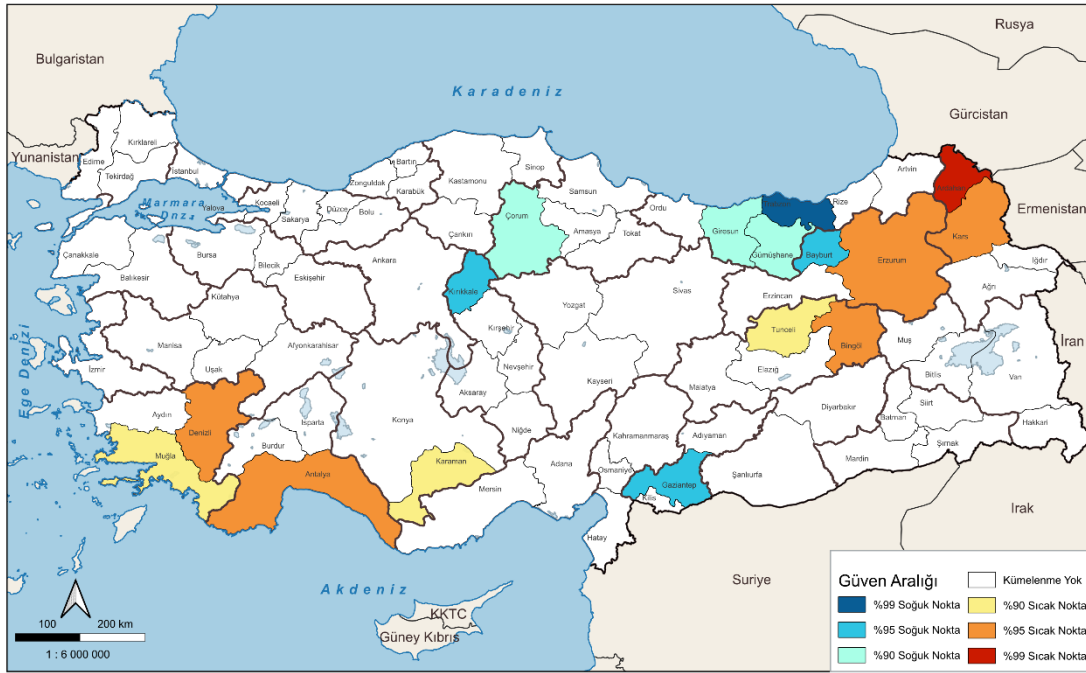 Rusya
Bulgaristan
Karadeniz
Gürcistan
Yunanistan
Kırklareli
Edirne
Tekirdağ
İstanbul
Marmara
Dnz.
Yalova
Kocaeli
Sakarya
Düzce
Bolu
Zonguldak
Bartın
Karabük
Kastamonu
Sinop
Samsun
Çankırı
Çorum
Amasya
Tokat
Ordu
Giresun
Gümüşhane
Bayburt
Rize
Artvin
Ardahan
Kars
Ermenistan
Iğdır
Ağrı
Erzurum
Erzincan
Çanakkale
Balıkesir
Bursa
Bilecik
Eskişehir
Ankara
Kırıkkale
Yozgat
Sivas
Kütahya
Kırşehir
Tunceli
Bingöl
Muş
Bitlis
Van
İran
Ege Denizi
İzmir
Manisa
Uşak
Afyonkarahisar
Nevşehir
Aksaray
Kayseri
Malatya
Elazığ
Diyarbakır
Batman
Siirt
Şırnak
Hakkari
Aydın
Denizli
Isparta
Burdur
Konya
Niğde
Kahramanmaraş
Adıyaman
Mardin
Muğla
Antalya
Karaman
Mersin
Adana
Osmaniye
Gaziantep
Kilis
Şanlıurfa
Hatay
Irak
Suriye
Akdeniz
KKTC
Güney Kıbrıs
100 200 km
1 : 6 000 000
Güven Aralığı
%99 Soğuk Nokta
%95 Soğuk Nokta
%90 Soğuk Nokta
Kümelenme Yok
%90 Sıcak Nokta
%95 Sıcak Nokta
%99 Sıcak Nokta